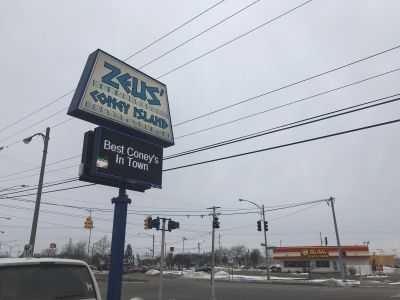 ZEUS'
CONEY ISLAND
Best Coney's
In Town